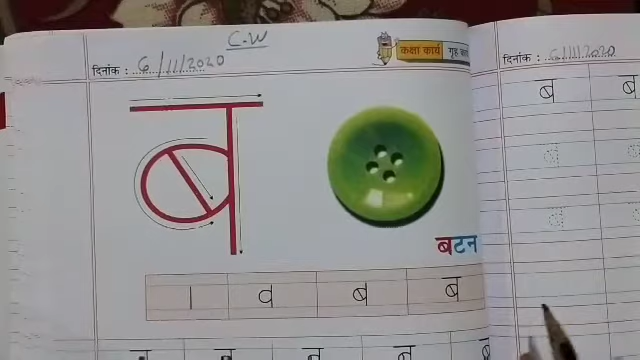 C.W
कक्षा कार्य गृह
दिनांक : 6/11/2020
दिनांक : 6/11/2020
ब
बटन
। व ब ब
ब ब
व व
व व